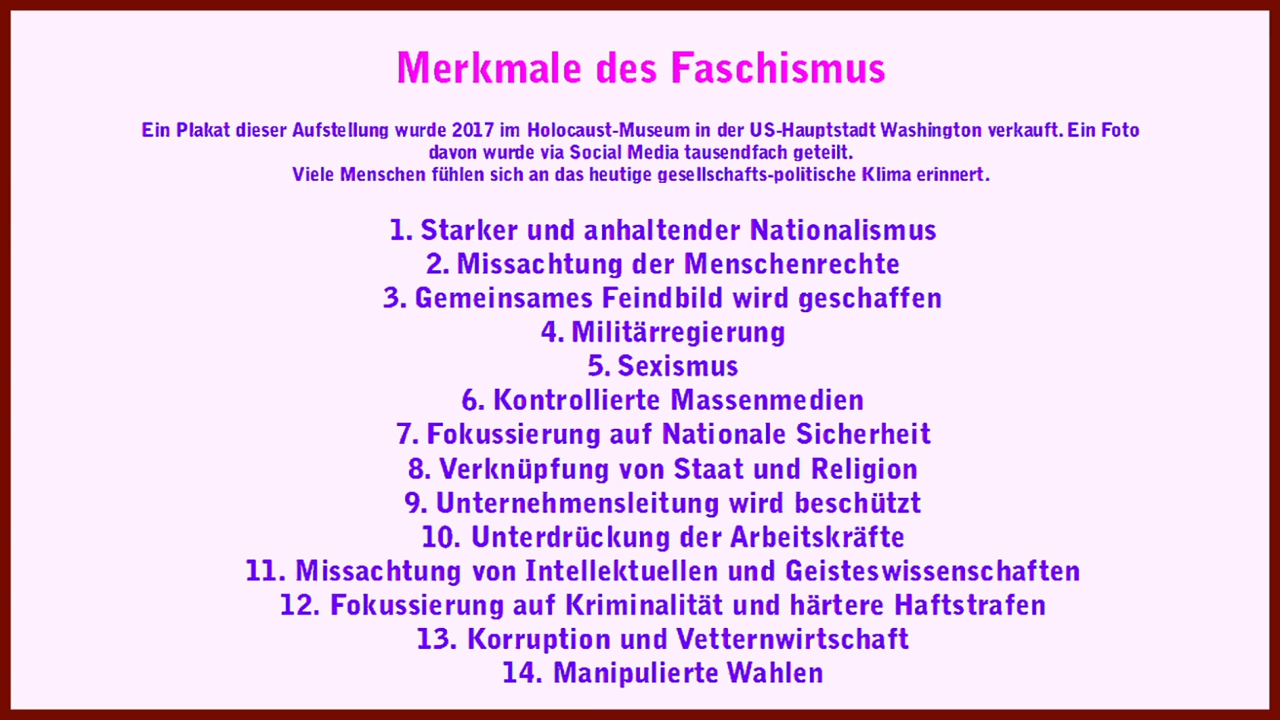 Merkmale des Faschismus
Ein Plakat dieser Aufstellung wurde 2017 im Holocaust-Museum in der US-Hauptstadt Washington verkauft. Ein Foto
davon wurde via Social Media tausendfach geteilt.
Viele Menschen fühlen sich an das heutige gesellschafts-politische Klima erinnert.
1. Starker und anhaltender Nationalismus
2. Missachtung der Menschenrechte
3. Gemeinsames Feindbild wird geschaffen
4. Militärregierung
5. Sexismus
6. Kontrollierte Massenmedien
7. Fokussierung auf Nationale Sicherheit
8. Verknüpfung von Staat und Religion
9. Unternehmensleitung wird beschützt
10. Unterdrückung der Arbeitskräfte
11. Missachtung von Intellektuellen und Geisteswissenschaften
12. Fokussierung auf Kriminalität und härtere Haftstrafen
13. Korruption und Vetternwirtschaft
14. Manipulierte Wahlen